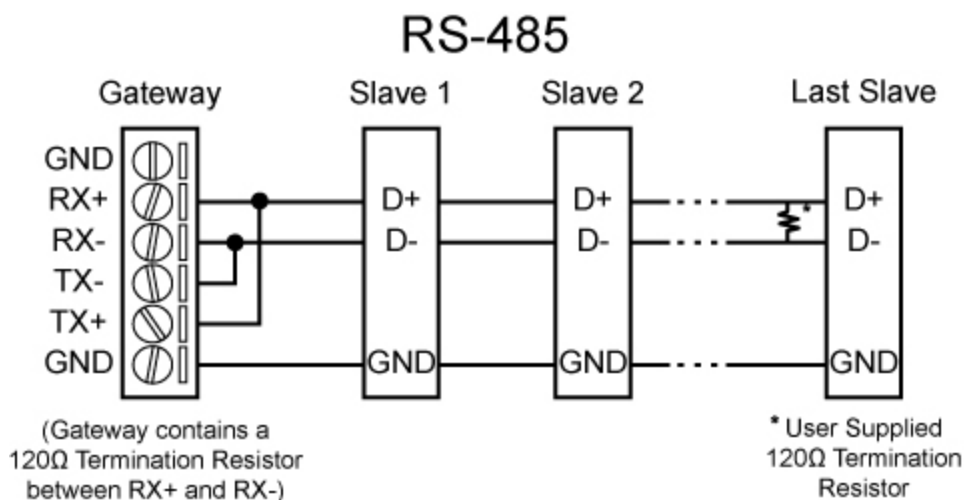 RS-485
Gateway
Slave 1
Slave 2
Last Slave
GND
RX+
D+
D+
*
D+
RX-
D-
D-
D-
TX-
TX+
GND
GND
GND
GND
(Gateway contains a
120Ω Termination Resistor
between RX+ and RX-)
* User Supplied
120Ω Termination
Resistor